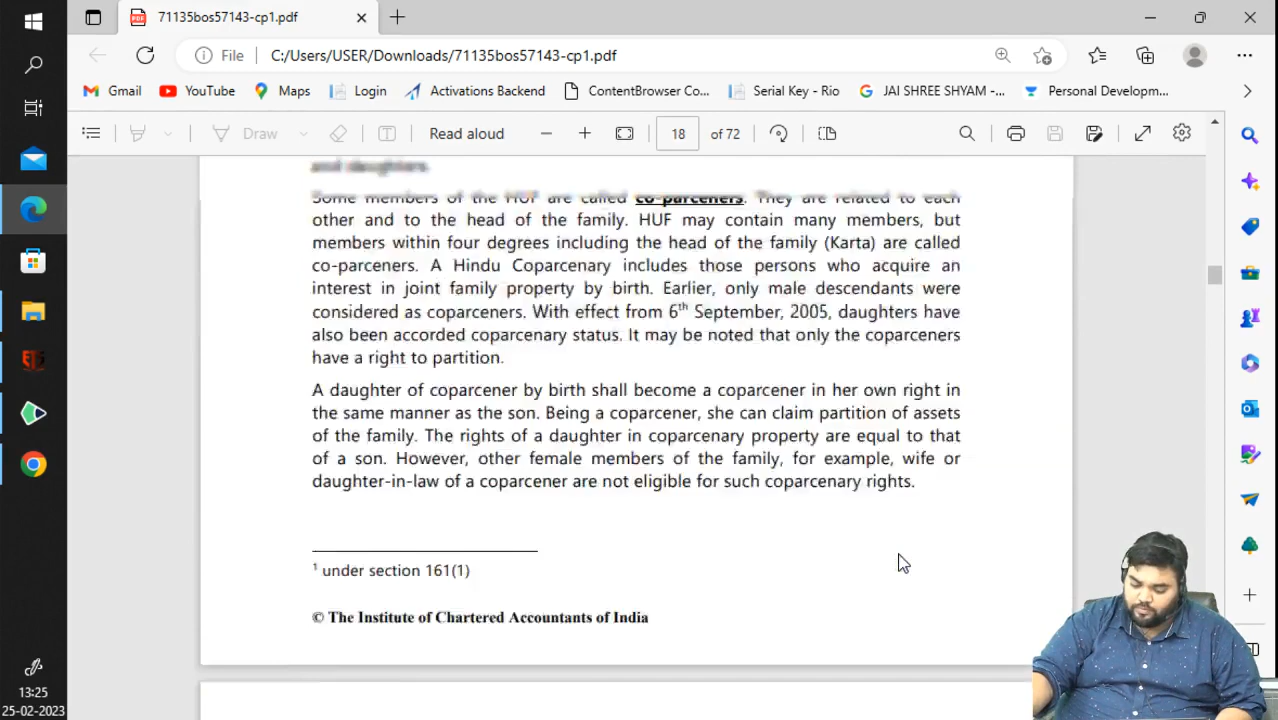 71135bos57143-cp1.pdf
File
C:/Users/USER/Downloads/71135bos57143-cp1.pdf
Gmail YouTube Maps Login Activations Backend ContentBrowser Co... Serial Key - Rio JAI SHREE SHYAM -... Personal Developm...
Draw Read aloud 18 of 72
and daughters.
Some members of the HUF are called co-parceners. They are related to each
other and to the head of the family. HUF may contain many members, but
members within four degrees including the head of the family (Karta) are called
co-parceners. A Hindu Coparcenary includes those persons who acquire an
interest in joint family property by birth. Earlier, only male descendants were
considered as coparceners. With effect from 6th September, 2005, daughters have
also been accorded coparcenary status. It may be noted that only the coparceners
have a right to partition.
A daughter of coparcener by birth shall become a coparcener in her own right in
the same manner as the son. Being a coparcener, she can claim partition of assets
of the family. The rights of a daughter in coparcenary property are equal to that
of a son. However, other female members of the family, for example, wife or
daughter-in-law of a coparcener are not eligible for such coparcenary rights.
1 under section 161(1)
© The Institute of Chartered Accountants of India
13:25
25-02-2023